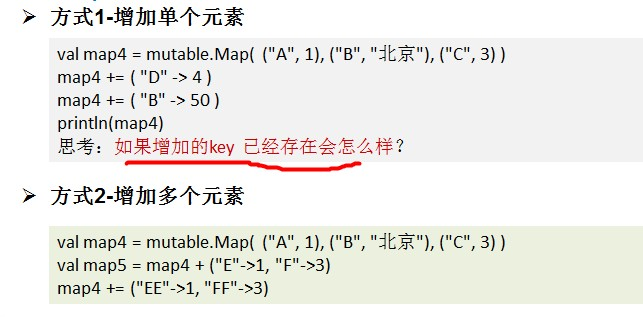 ➢ 方式1-增加单个元素
val map4 = mutable.Map( ("A", 1), ("B", "北京"), ("C", 3) )
map4 += ( "D" -> 4 )
map4 += ( "B" -> 50 )
println(map4)
思考：如果增加的key 已经存在会怎么样？
➢ 方式2-增加多个元素
val map4 = mutable.Map( ("A", 1), ("B", "北京"), ("C", 3) )
val map5 = map4 + ("E"->1, "F"->3)
map4 += ("EE"->1, "FF"->3)